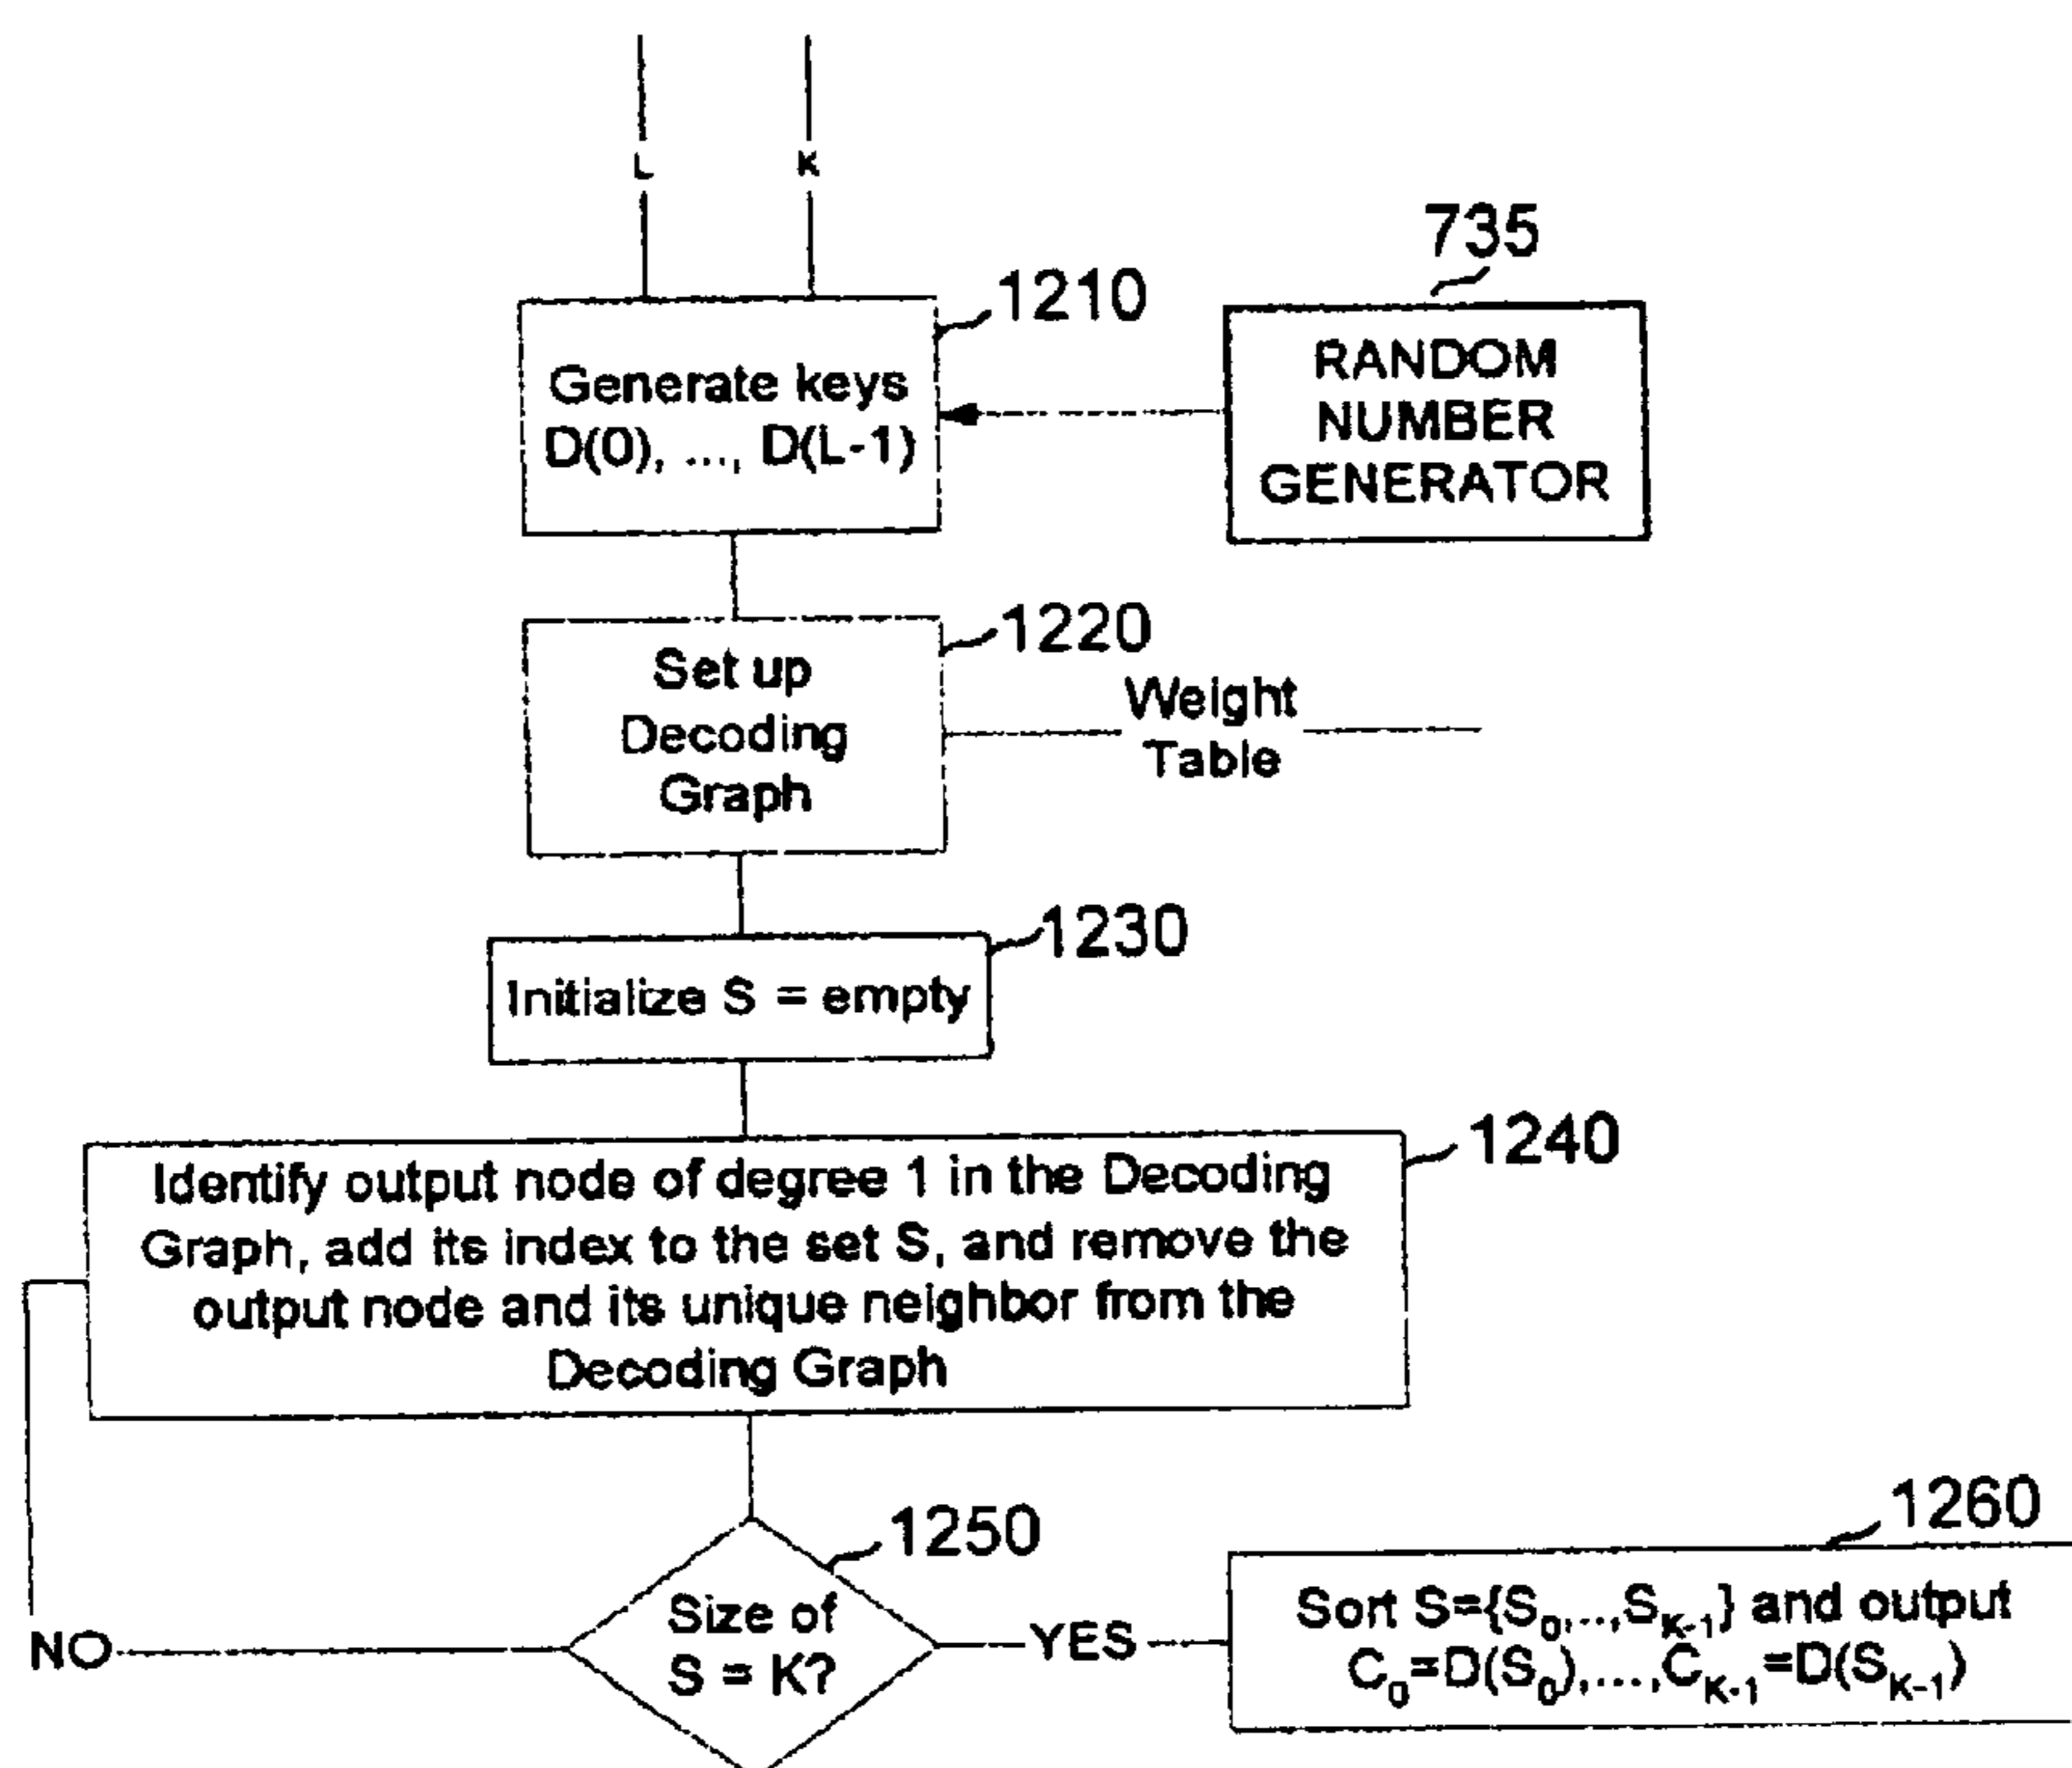 L
K
735
1210
Generate keys
D(0), ..., D(L-1)
RANDOM
NUMBER
GENERATOR
1220
Set up
Decoding
Graph
Weight
Table
1230
Initialize S = empty
1240
Identify output node of degree 1 in the Decoding
Graph, add its index to the set S, and remove the
output node and its unique neighbor from the
Decoding Graph
1250
Size of
S = K?
NO
YES
1260
Sort S={S₀,...,S_K-1} and output
C₀=D(S₀),...,C_K-1=D(S_K-1)